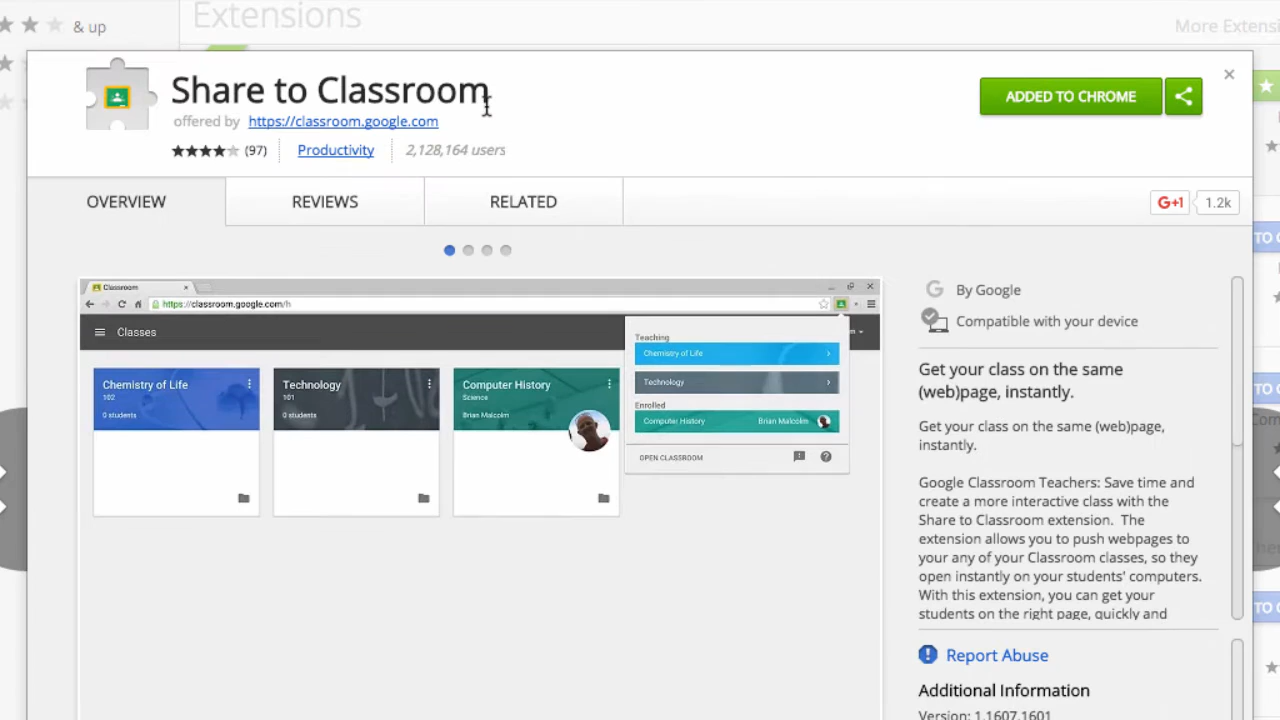 & up
Extensions
Share to Classroom
ADDED TO CHROME
offered by https://classroom.google.com
(97)
Productivity
2,128,164 users
OVERVIEW
REVIEWS
RELATED
G+1
1.2k
Classroom
https://classroom.google.com/h
Classes
Chemistry of Life
102
0 students
Technology
101
0 students
Computer History
Science
Brian Malcolm
Teaching
Chemistry of Life
Technology
Enrolled
Computer History Brian Malcolm
OPEN CLASSROOM
By Google
Compatible with your device
Get your class on the same
(web)page, instantly.
Get your class on the same (web)page,
instantly.
Google Classroom Teachers: Save time and
create a more interactive class with the
Share to Classroom extension. The
extension allows you to push webpages to
your any of your Classroom classes, so they
open instantly on your students' computers.
With this extension, you can get your
students on the right page, quickly and
Report Abuse
Additional Information
Version: 1.1607.1601